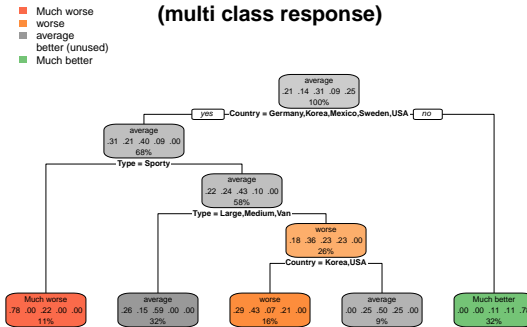 (multi class response)
Much worse
worse
average
better (unused)
Much better
average
.21 .14 .31 .09 .25
100%
yes Country = Germany,Korea,Mexico,Sweden,USA no
average
.31 .21 .40 .09 .00
68%
Type = Sporty
average
.22 .24 .43 .10 .00
58%
Type = Large,Medium,Van
worse
.18 .36 .23 .23 .00
26%
Country = Korea,USA
Much worse
.78 .00 .22 .00 .00
11%
average
.26 .15 .59 .00 .00
32%
worse
.29 .43 .07 .21 .00
16%
average
.00 .25 .50 .25 .00
9%
Much better
.00 .00 .11 .11
32%